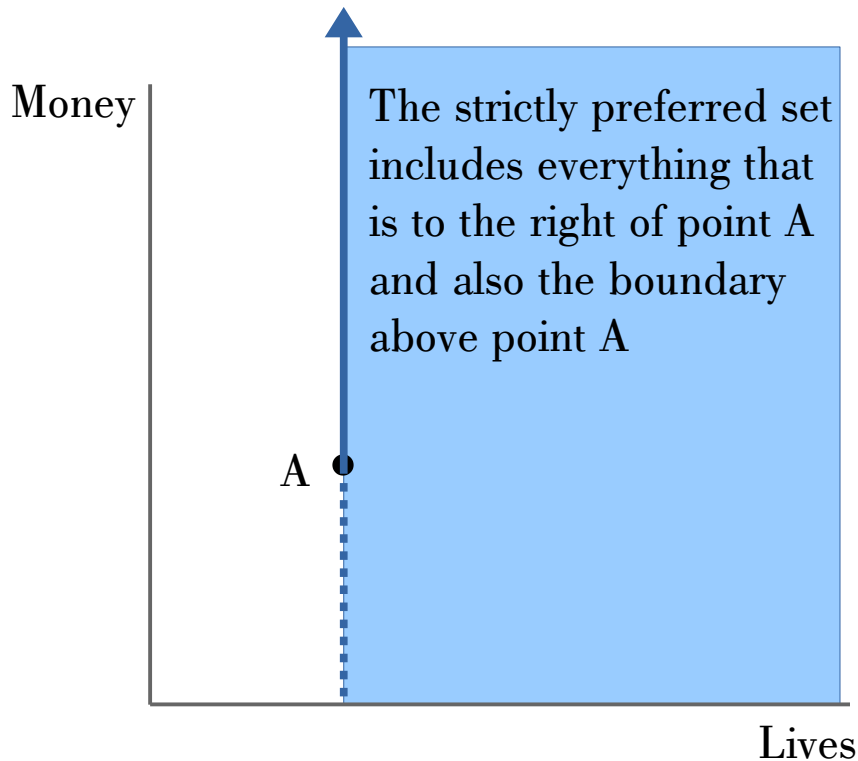 Money
The strictly preferred set
includes everything that
is to the right of point A
and also the boundary
above point A
A
Lives